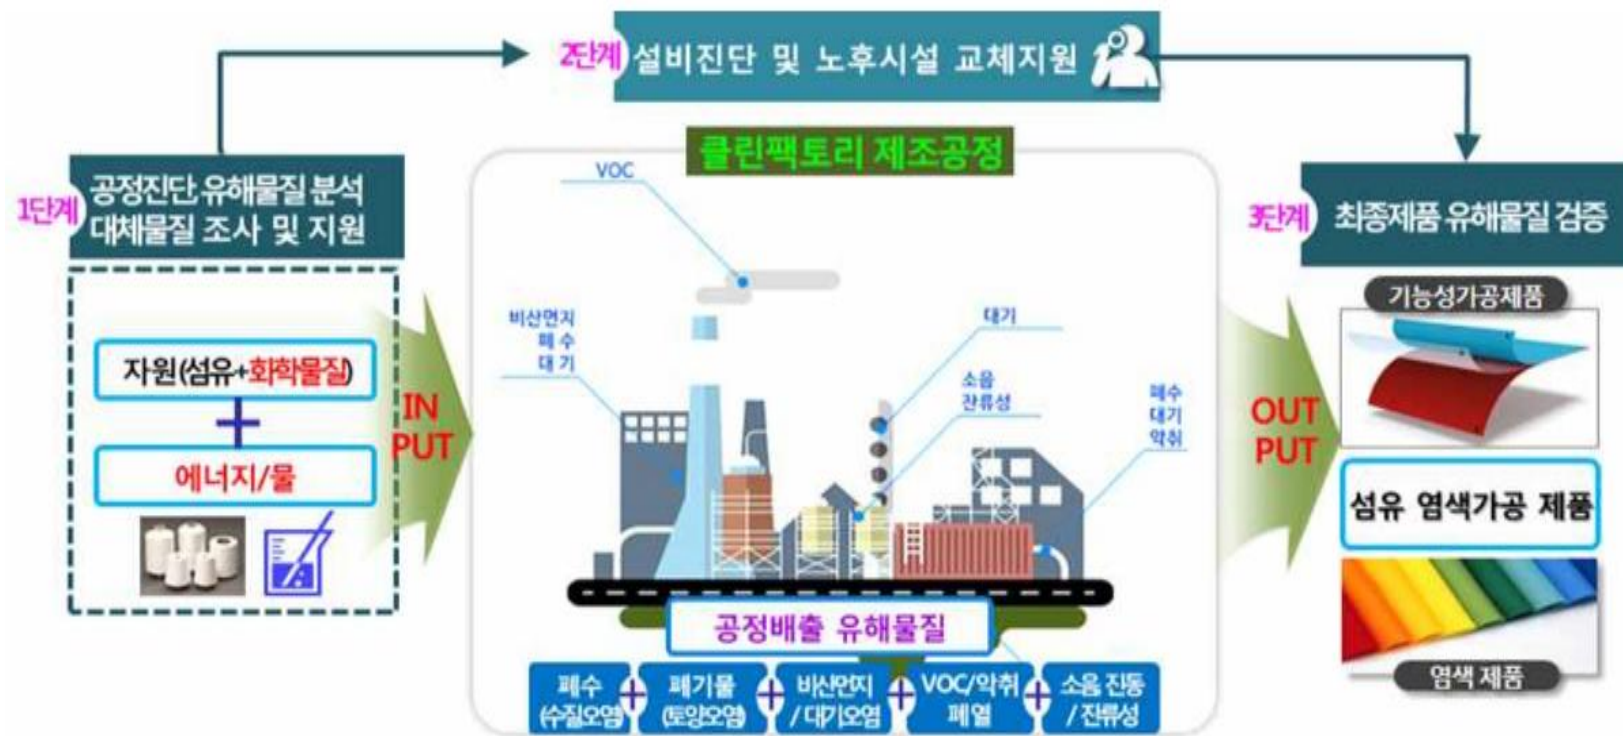 2단계
설비진단 및 노후시설 교체지원
클린팩토리 제조공정
1단계
공정진단, 유해물질 분석
대체물질 조사 및 지원
3단계
최종제품 유해물질 검증
자원(섬유+화학물질)
+
에너지/물
IN
PUT
VOC
비산먼지
폐수
대기
대기
소음
잔류성
폐수
대기
악취
OUT
PUT
기능성가공제품
섬유 염색가공 제품
염색 제품
공정배출 유해물질
폐수
(수질오염)
+
폐기물
(토양오염)
+
비산먼지
/ 대기오염
+
VOC/악취
폐열
+
소음, 진동
/ 잔류성